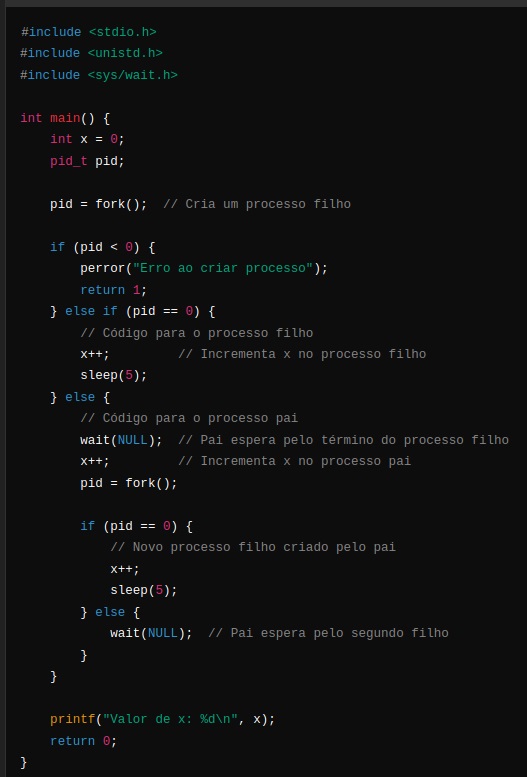 #include <stdio.h>
#include <unistd.h>
#include <sys/wait.h>

int main() {
    int x = 0;
    pid_t pid;

    pid = fork();  // Cria um processo filho

    if (pid < 0) {
        perror("Erro ao criar processo");
        return 1;
    } else if (pid == 0) {
        // Código para o processo filho
        x++;         // Incrementa x no processo filho
        sleep(5);
    } else {
        // Código para o processo pai
        wait(NULL);  // Pai espera pelo término do processo filho
        x++;         // Incrementa x no processo pai
        pid = fork();

        if (pid == 0) {
            // Novo processo filho criado pelo pai
            x++;
            sleep(5);
        } else {
            wait(NULL);  // Pai espera pelo segundo filho
        }
    }

    printf("Valor de x: %d\n", x);
    return 0;
}